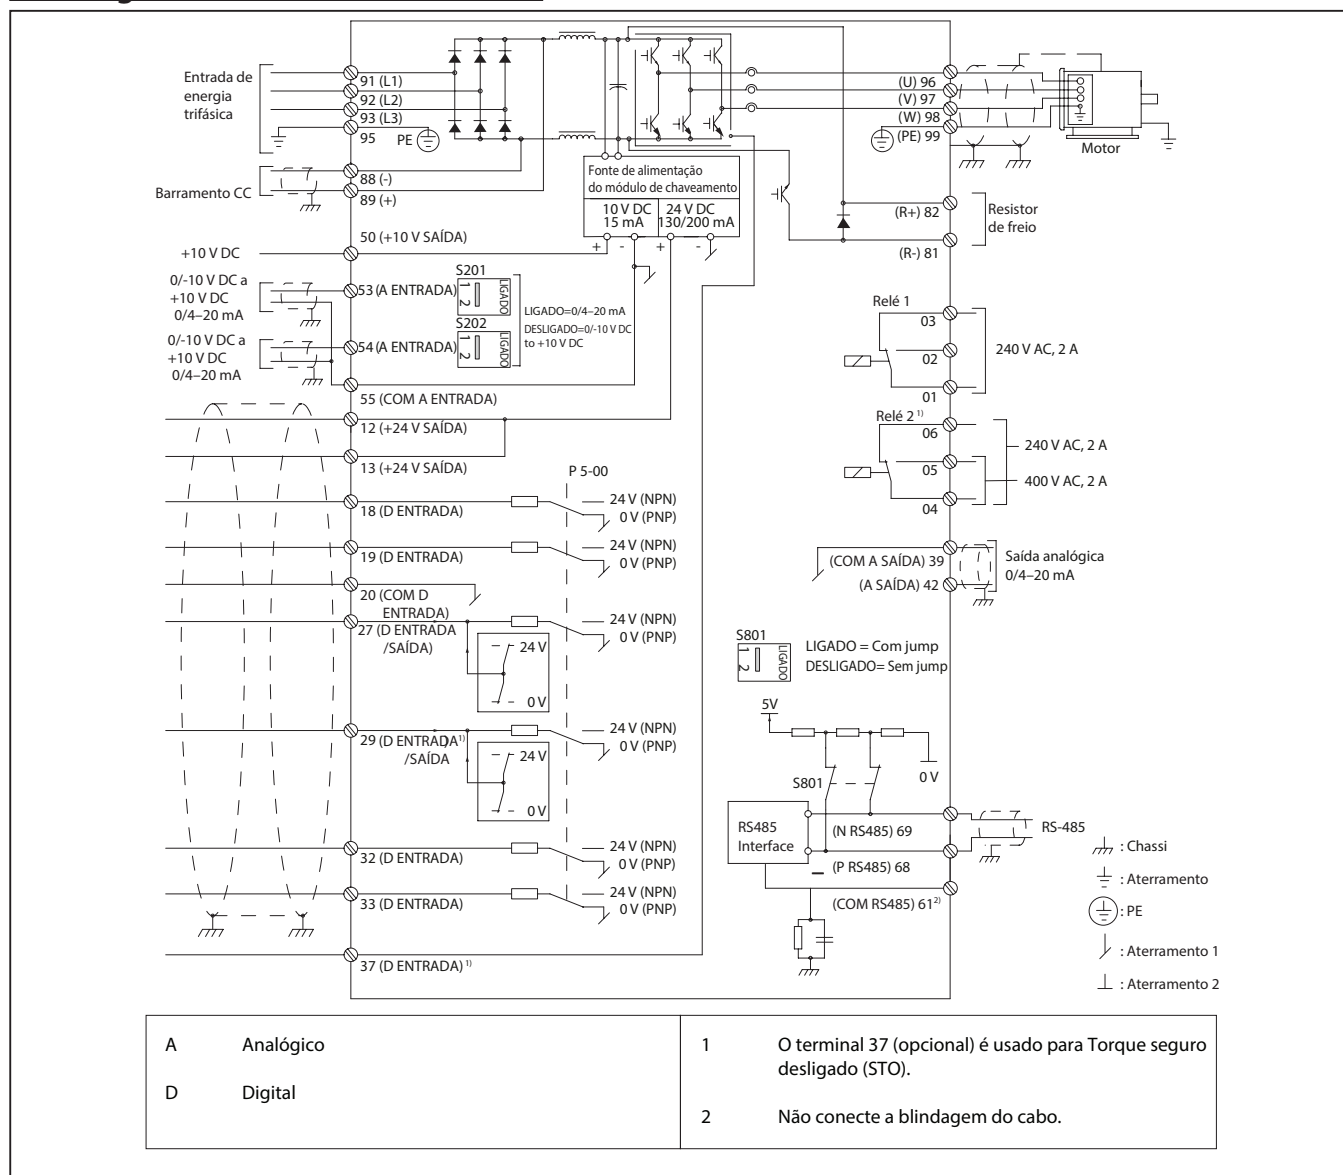 Entrada de
energia
trifásica
91 (L1)
92 (L2)
93 (L3)
95
PE
Barramento CC
88 (-)
89 (+)
50 (+10 V SAÍDA)
+10 V DC
0/-10 V DC a
+10 V DC
0/4–20 mA
53 (A ENTRADA)
0/-10 V DC a
+10 V DC
0/4–20 mA
54 (A ENTRADA)
55 (COM A ENTRADA)
12 (+24 V SAÍDA)
13 (+24 V SAÍDA)
18 (D ENTRADA)
19 (D ENTRADA)
20 (COM D
ENTRADA)
27 (D ENTRADA
/SAÍDA)
29 (D ENTRADA 1)
/SAÍDA
32 (D ENTRADA)
33 (D ENTRADA)
37 (D ENTRADA) 1)
Fonte de alimentação
do módulo de chaveamento
10 V DC
15 mA
24 V DC
130/200 mA
+ - + -
S201
1 2
LIGADO
S202
1 2
LIGADO
LIGADO=0/4–20 mA
DESLIGADO=0/-10 V DC
to +10 V DC
P 5-00
24 V (NPN)
0 V (PNP)
24 V (NPN)
0 V (PNP)
24 V (NPN)
0 V (PNP)
24 V
0 V
24 V (NPN)
0 V (PNP)
24 V
0 V
24 V (NPN)
0 V (PNP)
24 V (NPN)
0 V (PNP)
(U) 96
(V) 97
(W) 98
(PE) 99
Motor
(R+) 82
(R-) 81
Resistor
de freio
Relé 1
03
02
01
240 V AC, 2 A
Relé 2 1)
06
05
04
240 V AC, 2 A
400 V AC, 2 A
(COM A SAÍDA) 39
(A SAÍDA) 42
Saída analógica
0/4–20 mA
S801
1 2
LIGADO
LIGADO = Com jump
DESLIGADO= Sem jump
5V
S801
0 V
RS485
Interface
(N RS485) 69
(P RS485) 68
(COM RS485) 61 2)
RS-485
: Chassi
: Aterramento
: PE
: Aterramento 1
: Aterramento 2
A Analógico
D Digital
1 O terminal 37 (opcional) é usado para Torque seguro
desligado (STO).
2 Não conecte a blindagem do cabo.